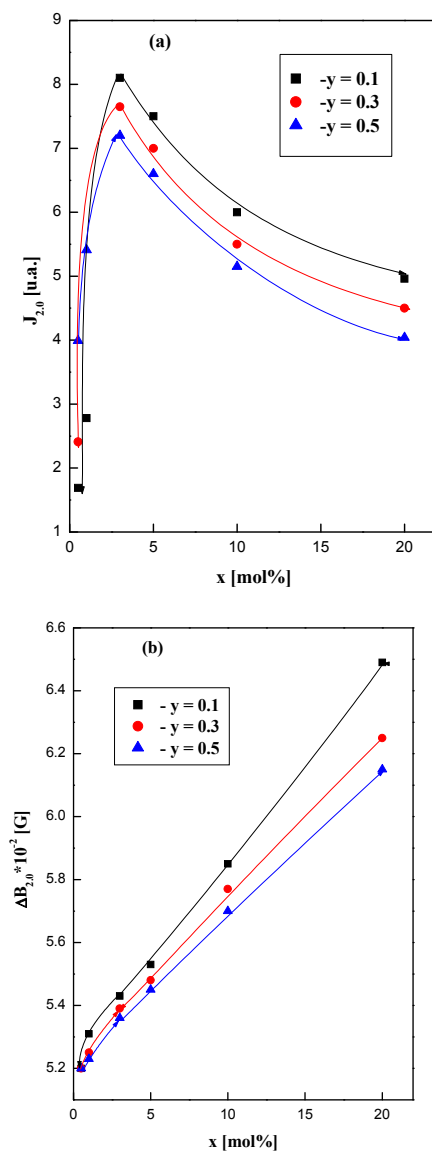 (a)
-y = 0.1
-y = 0.3
-y = 0.5
9
8
7
6
5
4
3
2
1
J2.0 [u.a.]
0 5 10 15 20
x [mol%]
(b)
- y = 0.1
- y = 0.3
- y = 0.5
6.6
6.4
6.2
6.0
5.8
5.6
5.4
5.2
ΔB2.0*10-2 [G]
0 5 10 15 20
x [mol%]